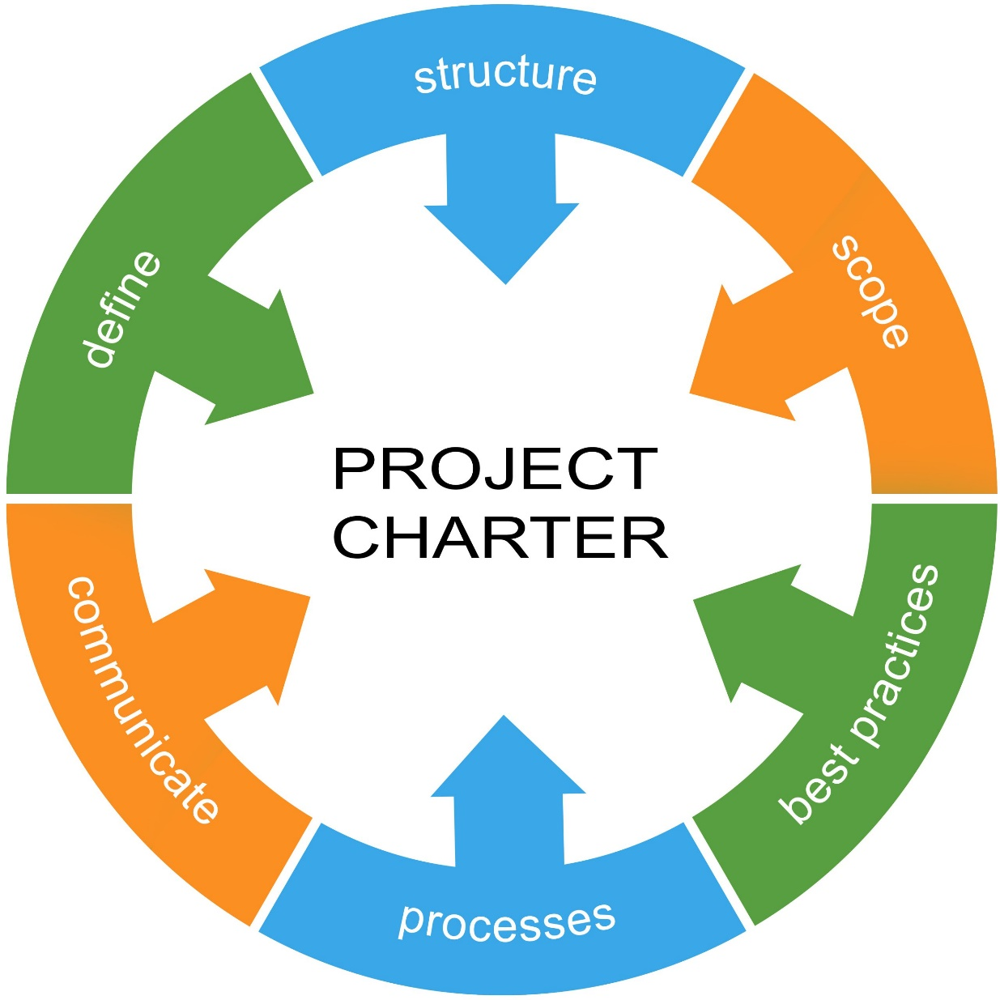 structure
scope
best practices
processes
communicate
define
PROJECT
CHARTER